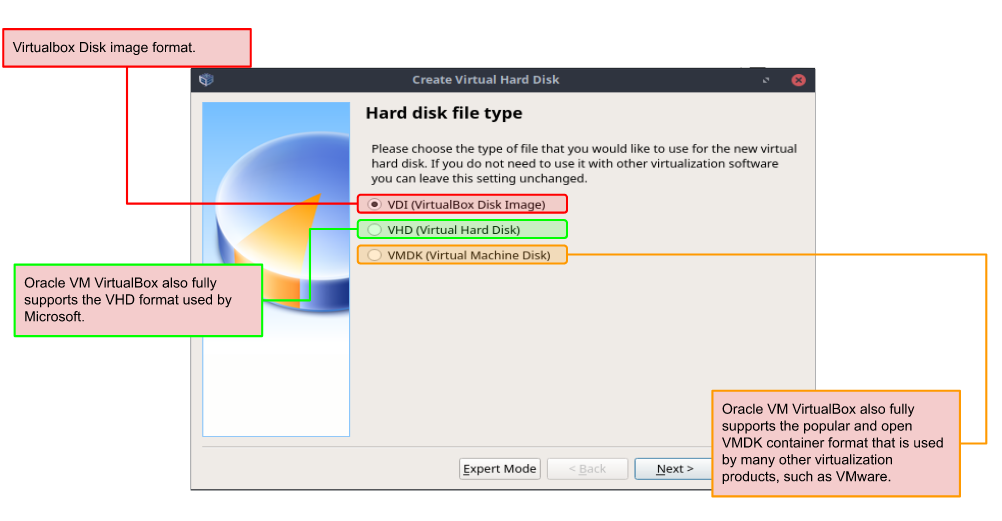 Virtualbox Disk image format.
Create Virtual Hard Disk
Hard disk file type
Please choose the type of file that you would like to use for the new virtual
hard disk. If you do not need to use it with other virtualization software
you can leave this setting unchanged.
VDI (VirtualBox Disk Image)
VHD (Virtual Hard Disk)
VMDK (Virtual Machine Disk)
Oracle VM VirtualBox also fully
supports the VHD format used by
Microsoft.
Oracle VM VirtualBox also fully
supports the popular and open
VMDK container format that is used
by many other virtualization
products, such as VMware.
Expert Mode
< Back
Next >